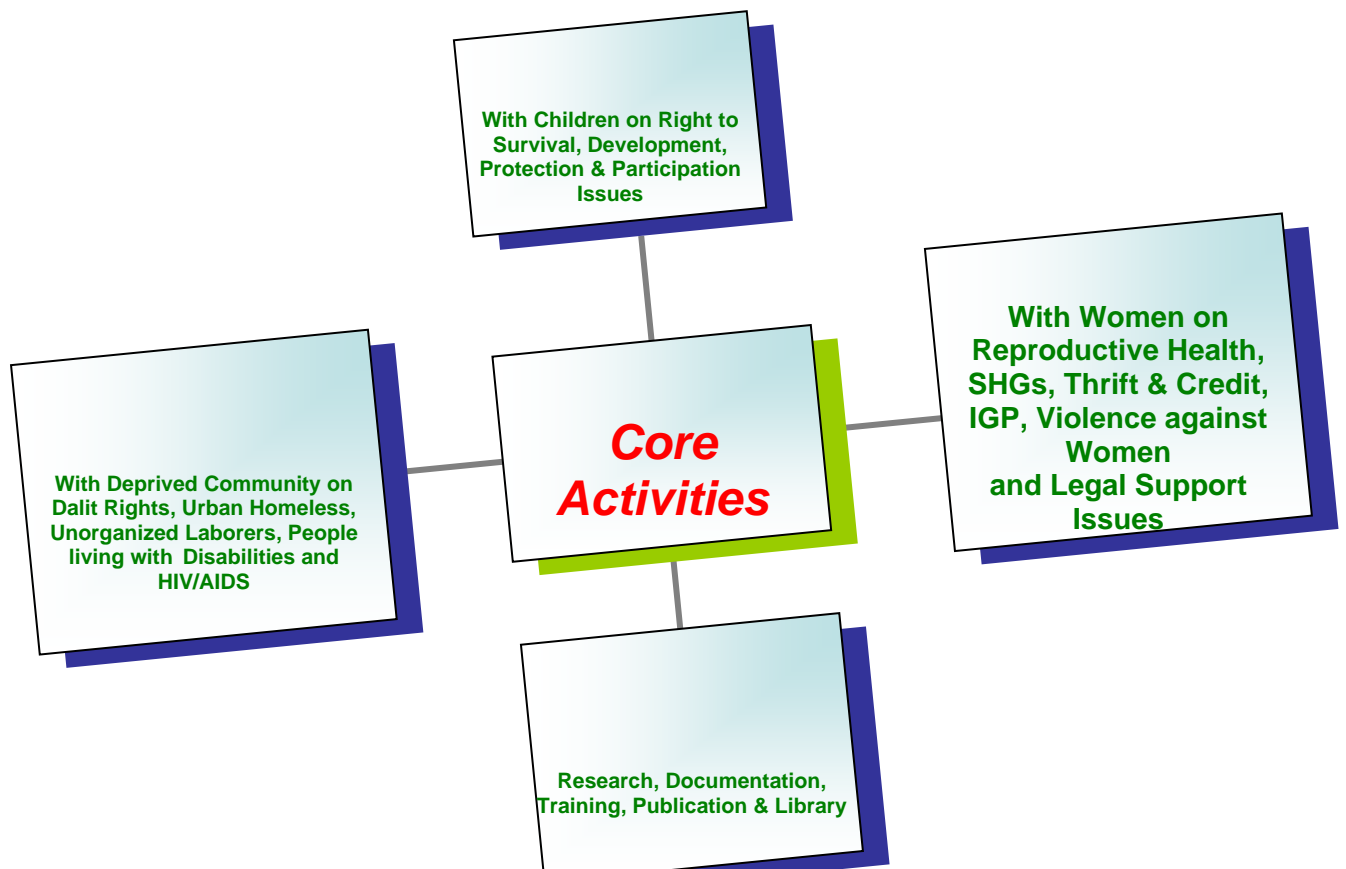 With Children on Right to
Survival, Development,
Protection & Participation
Issues
With Women on
Reproductive Health,
SHGs, Thrift & Credit,
IGP, Violence against
Women
and Legal Support
Issues
Core
Activities
With Deprived Community on
Dalit Rights, Urban Homeless,
Unorganized Laborers, People
living with Disabilities and
HIV/AIDS
Research, Documentation,
Training, Publication & Library